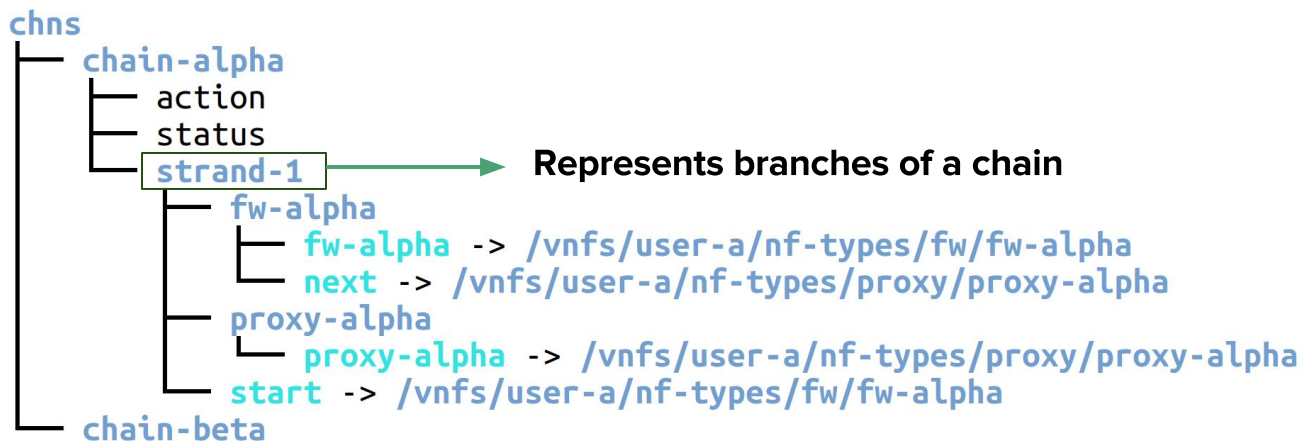 chns
chain-alpha
action
status
strand-1 Represents branches of a chain
fw-alpha
fw-alpha -> /vnfs/user-a/nf-types/fw/fw-alpha
next -> /vnfs/user-a/nf-types/proxy/proxy-alpha
proxy-alpha
proxy-alpha -> /vnfs/user-a/nf-types/proxy/proxy-alpha
start -> /vnfs/user-a/nf-types/fw/fw-alpha
chain-beta